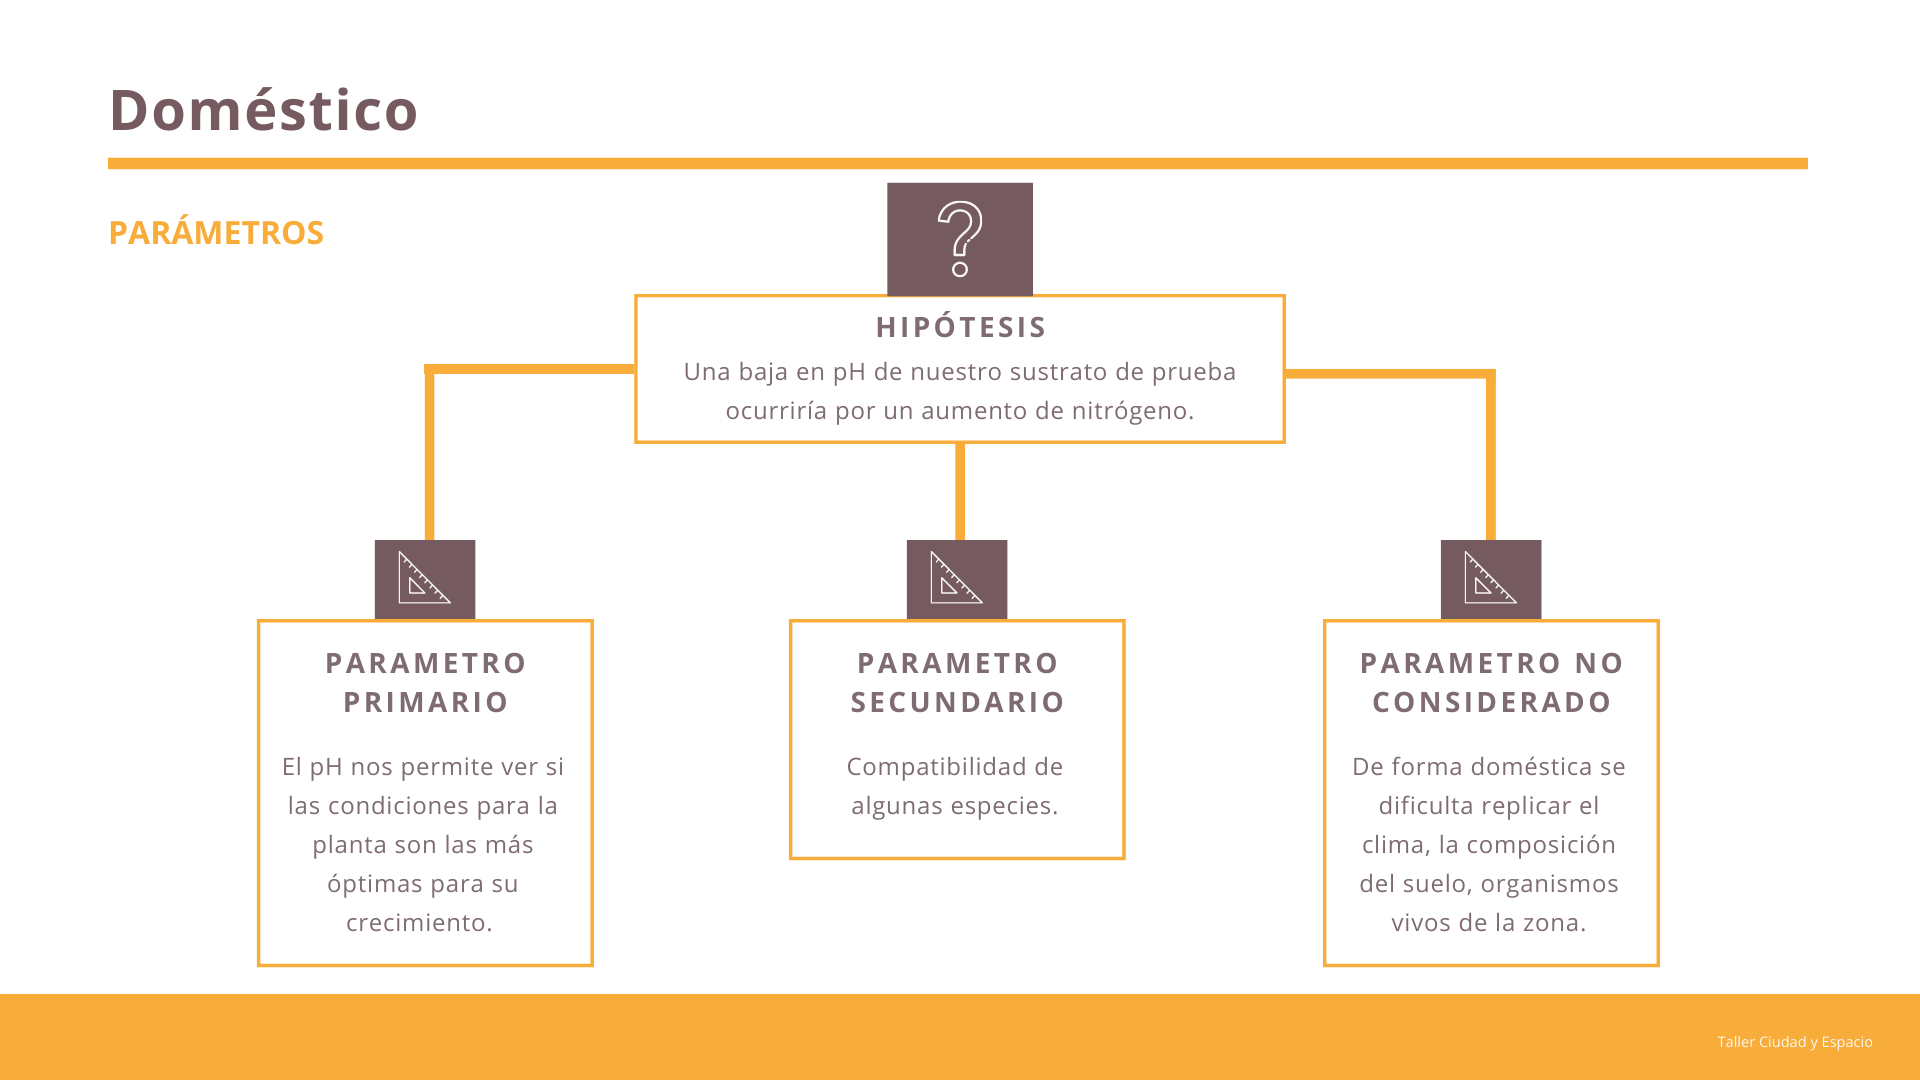 Doméstico
PARÁMETROS
HIPÓTESIS
Una baja en pH de nuestro sustrato de prueba
ocurriría por un aumento de nitrógeno.
PARAMETRO
PRIMARIO
El pH nos permite ver si
las condiciones para la
planta son las más
óptimas para su
crecimiento.
PARAMETRO
SECUNDARIO
Compatibilidad de
algunas especies.
PARAMETRO NO
CONSIDERADO
De forma doméstica se
dificulta replicar el
clima, la composición
del suelo, organismos
vivos de la zona.
Taller Ciudad y Espacio